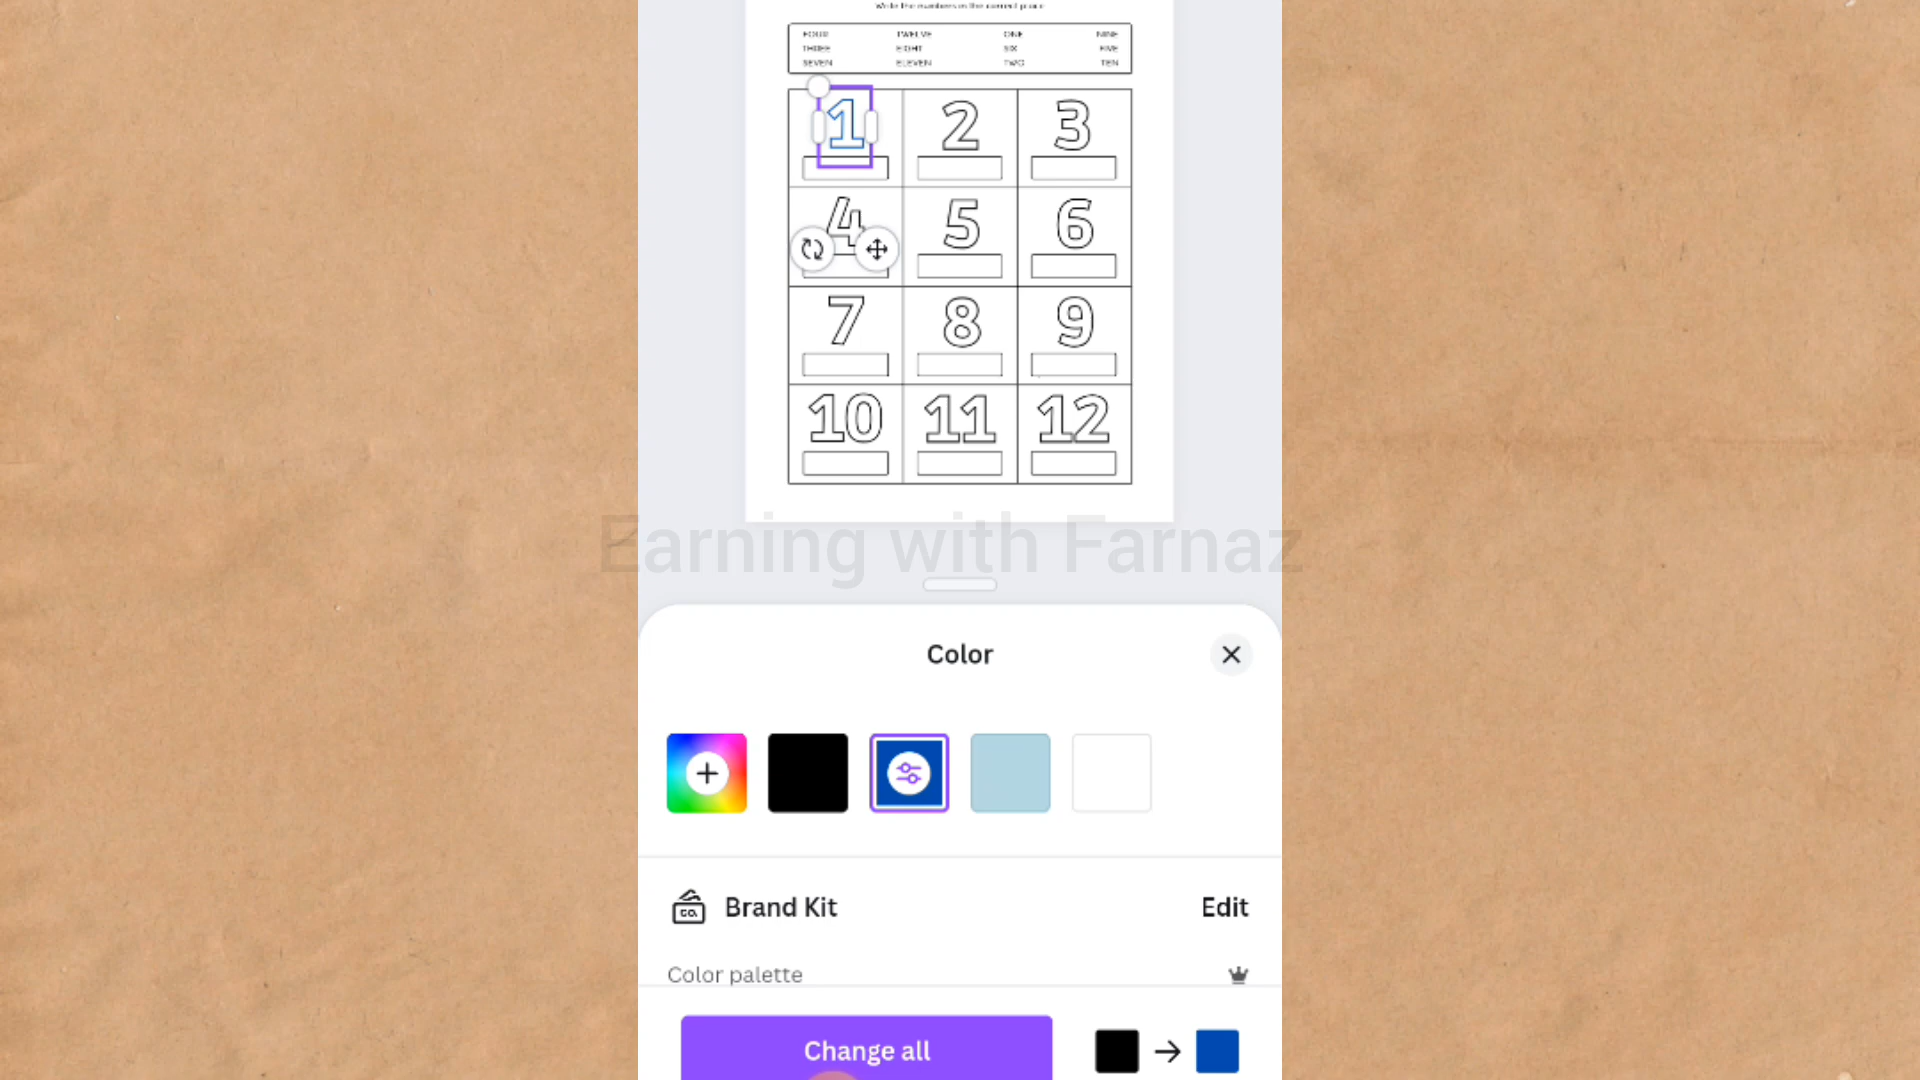 Write the numbers in the correct place
FOUR TWELVE ONE NINE
THREE EIGHT SIX FIVE
SEVEN ELEVEN TWO TEN
1 2 3
4 5 6
7 8 9
10 11 12
Earning with Farnaz
Color
CO. Brand Kit Edit
Color palette
Change all